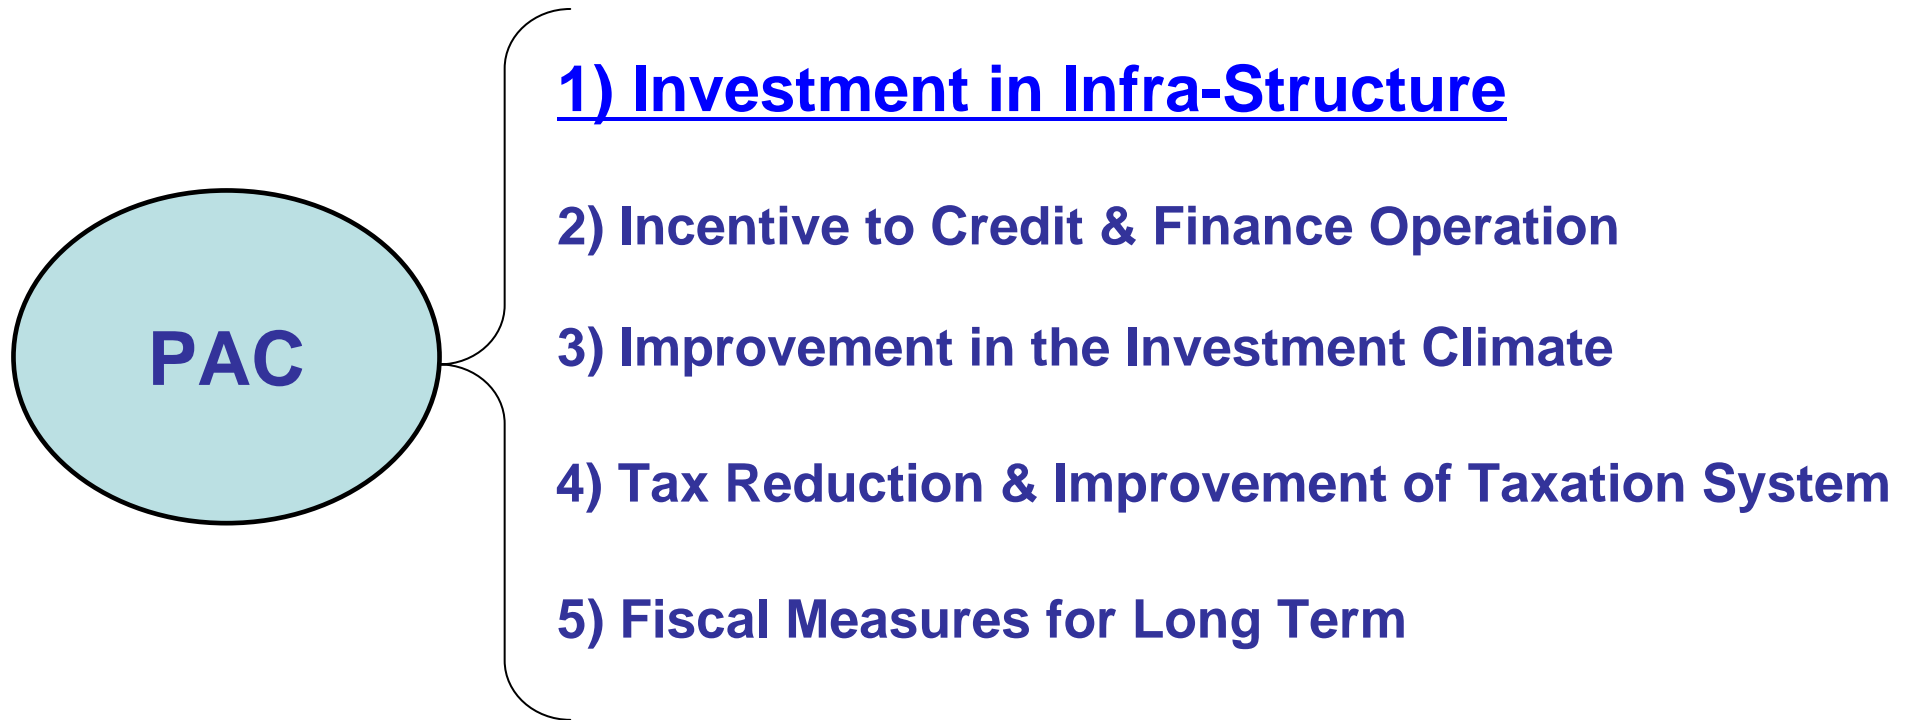 PAC
1) Investment in Infra-Structure
2) Incentive to Credit & Finance Operation
3) Improvement in the Investment Climate
4) Tax Reduction & Improvement of Taxation System
5) Fiscal Measures for Long Term